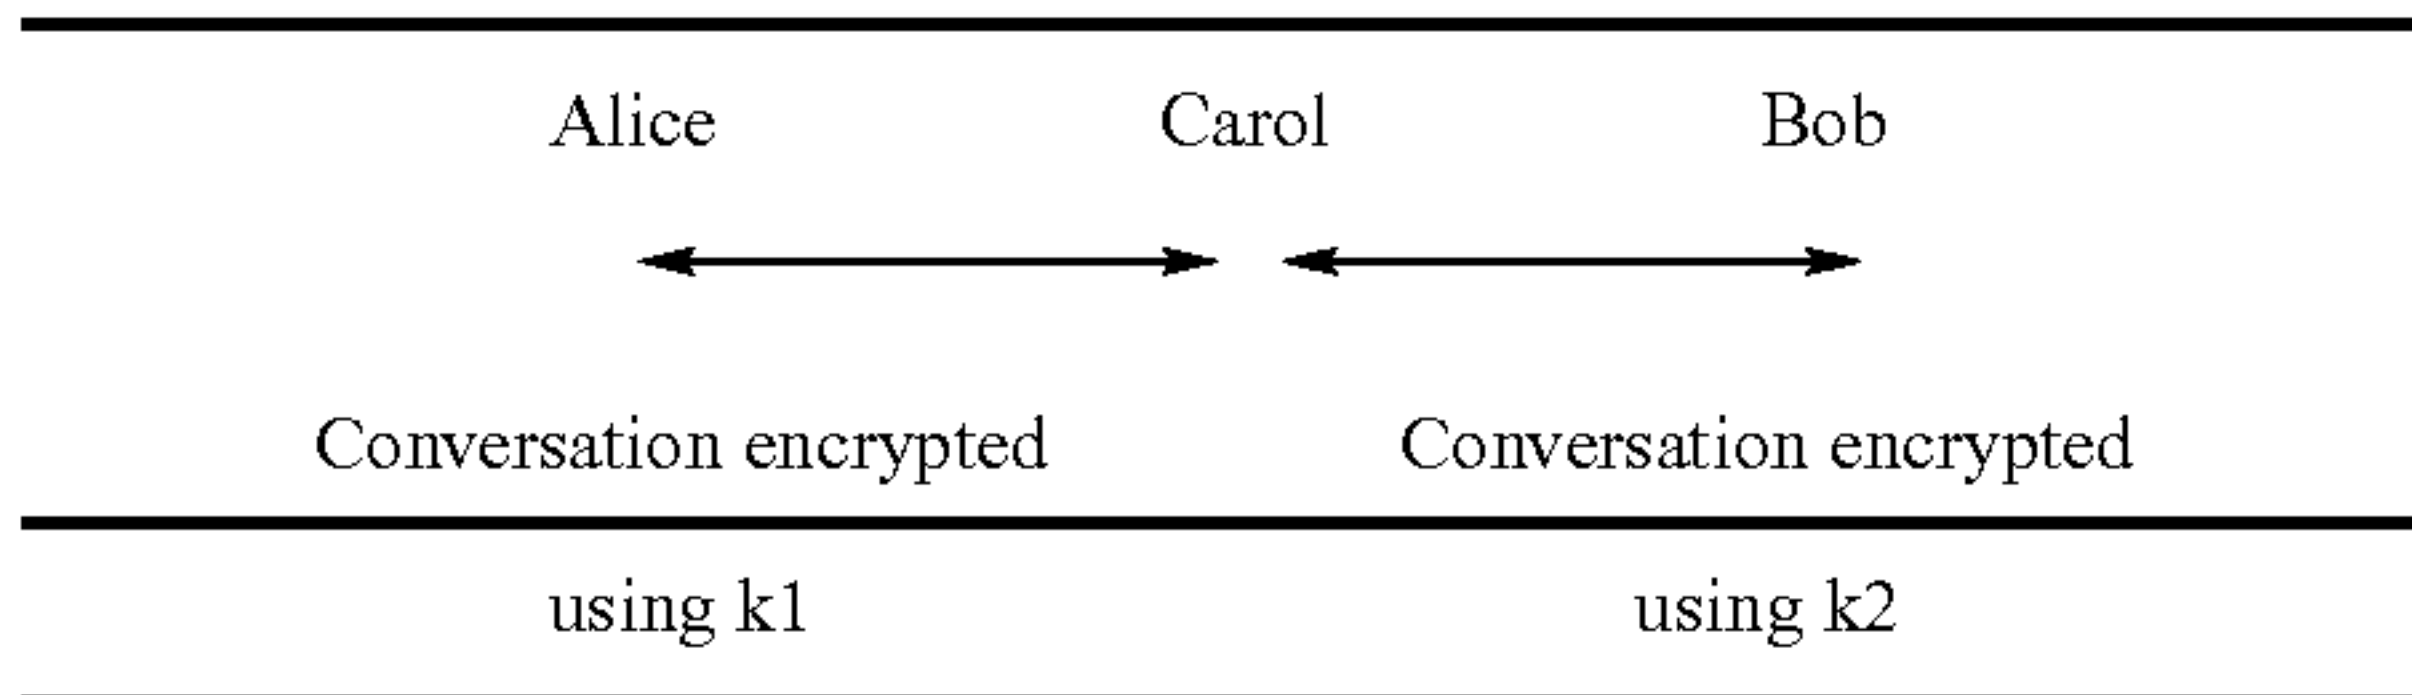 Alice Carol Bob
Conversation encrypted Conversation encrypted
using k1 using k2